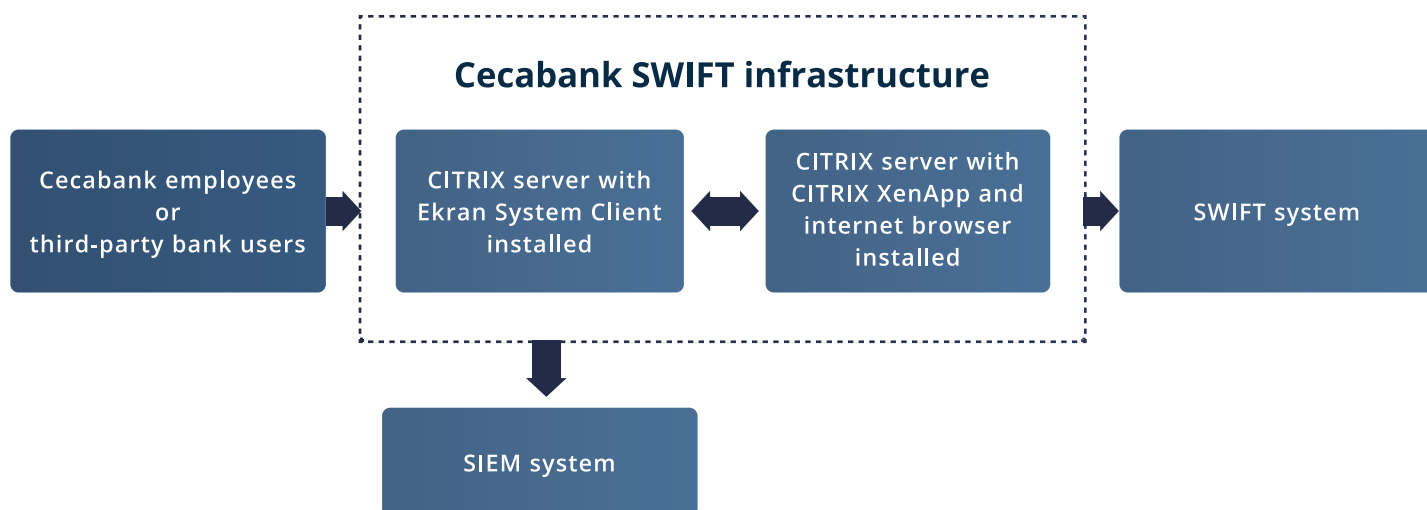 Cecabank SWIFT infrastructure
Cecabank employees
or
third-party bank users
CITRIX server with
Ekran System Client
installed
CITRIX server with
CITRIX XenApp and
internet browser
installed
SWIFT system
SIEM system